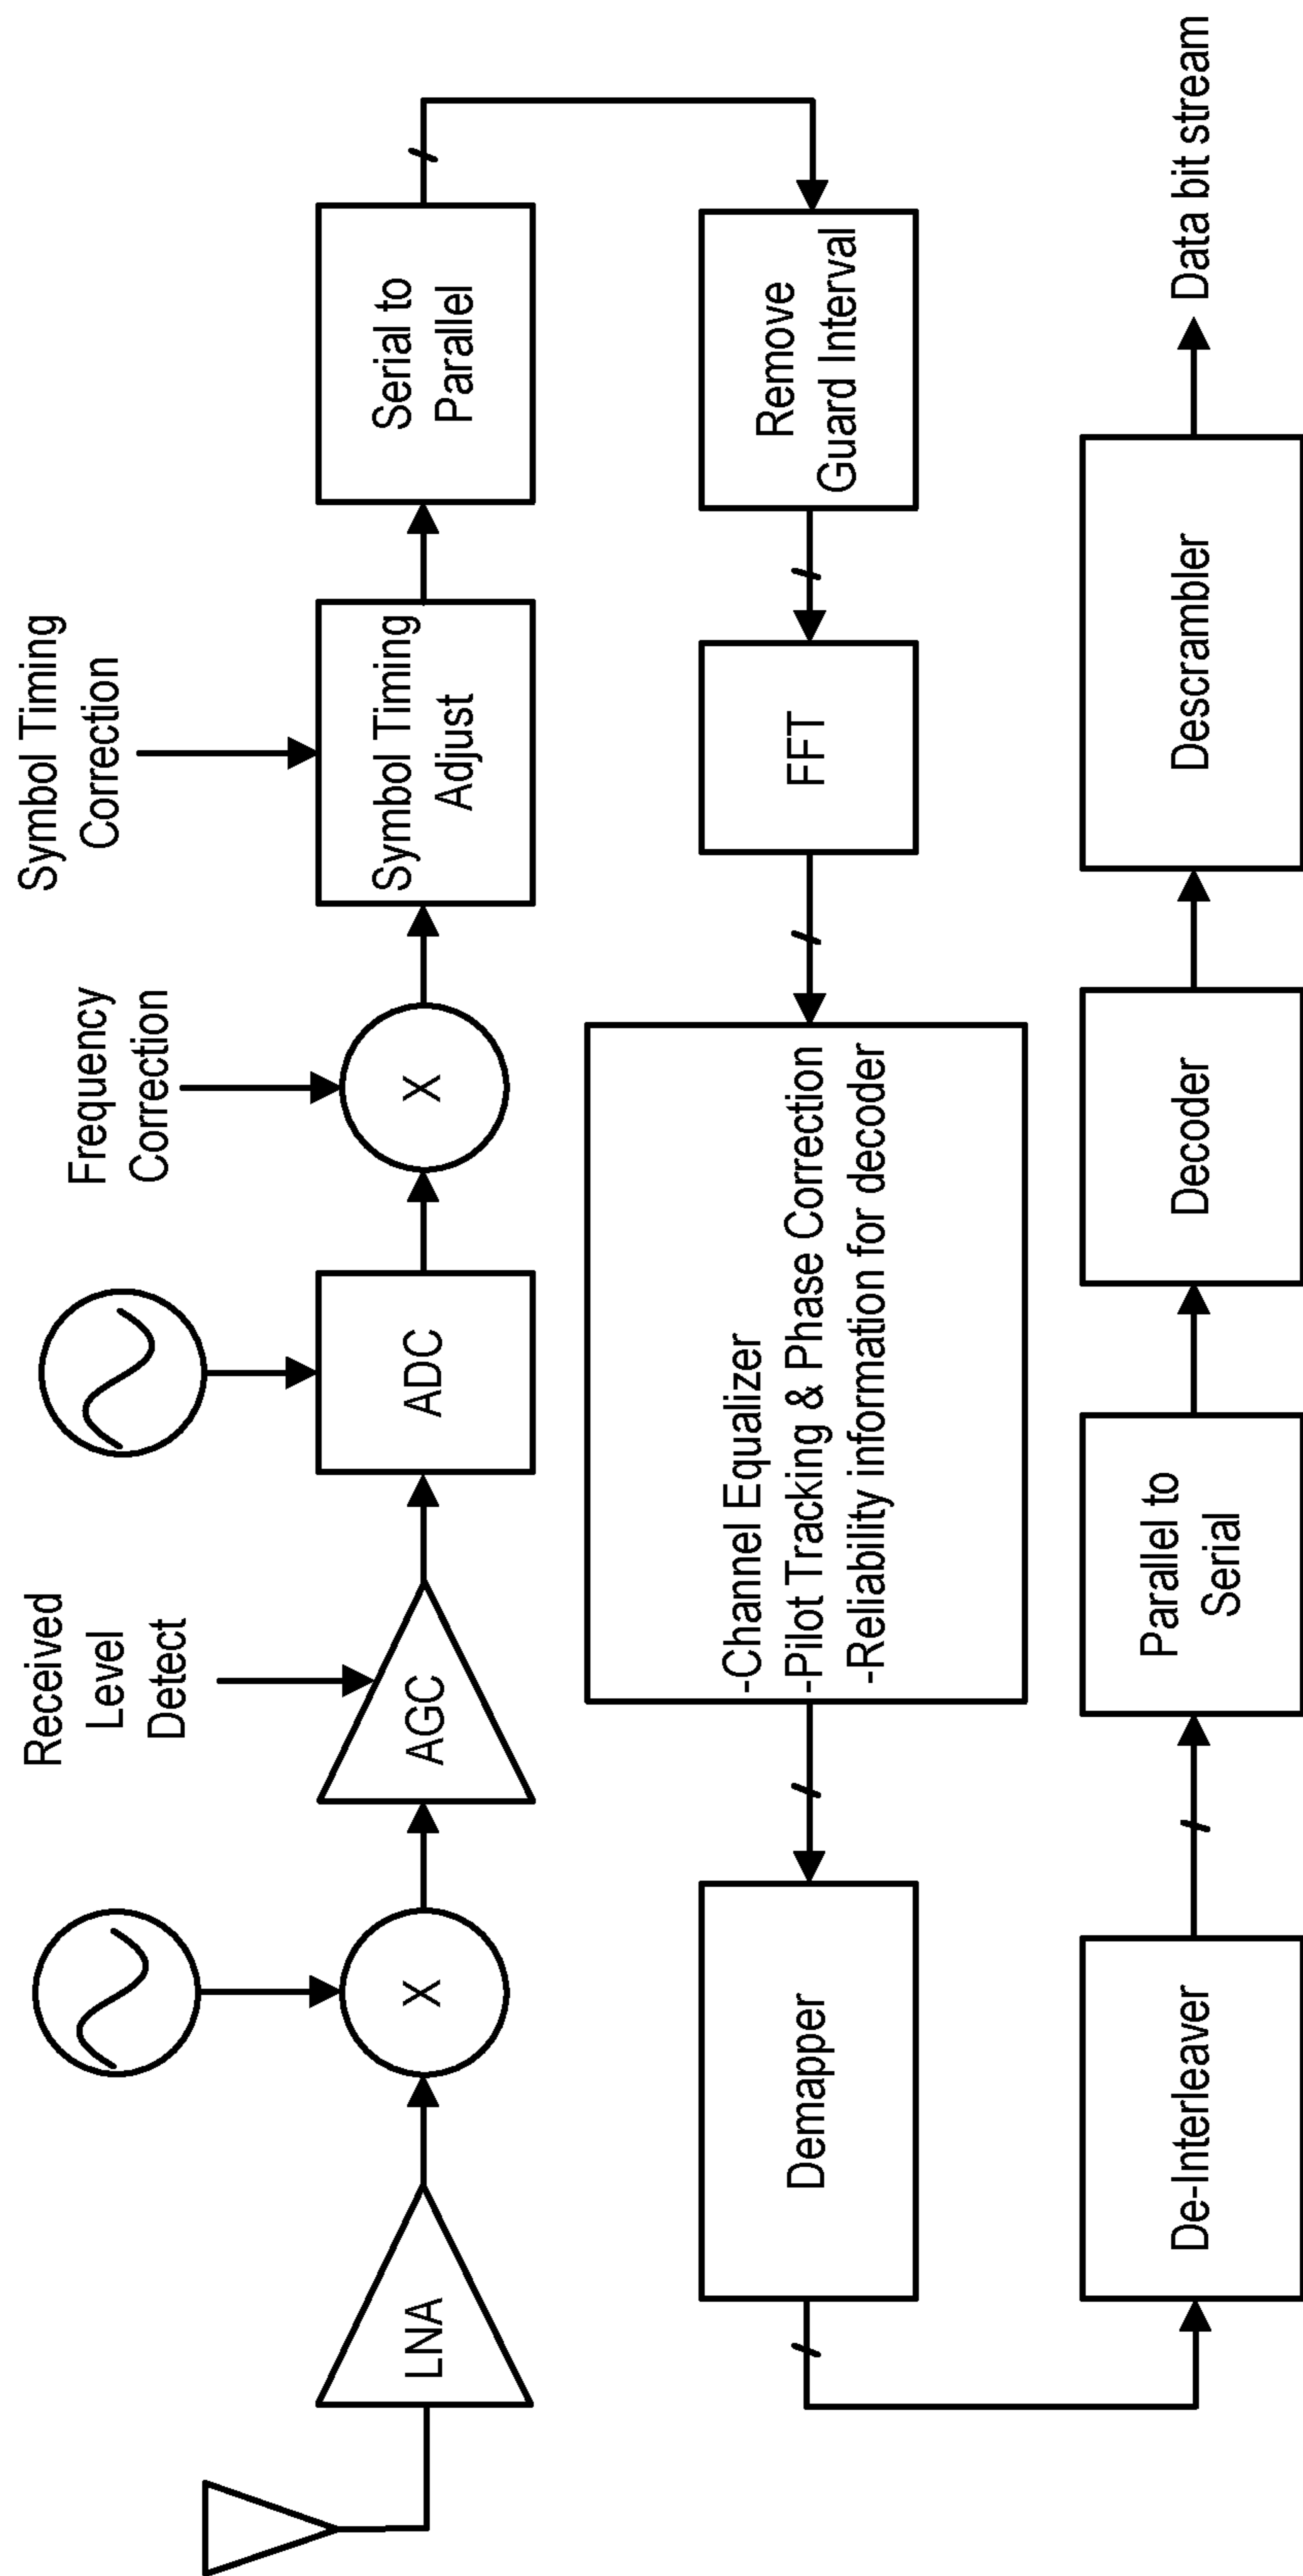 Received
Level
Detect
Frequency
Correction
Symbol Timing
Correction
LNA
X
AGC
ADC
X
Symbol Timing
Adjust
Serial to
Parallel
Remove
Guard Interval
FFT
-Channel Equalizer
-Pilot Tracking & Phase Correction
-Reliability information for decoder
Demapper
De-Interleaver
Parallel to
Serial
Decoder
Descrambler
Data bit stream